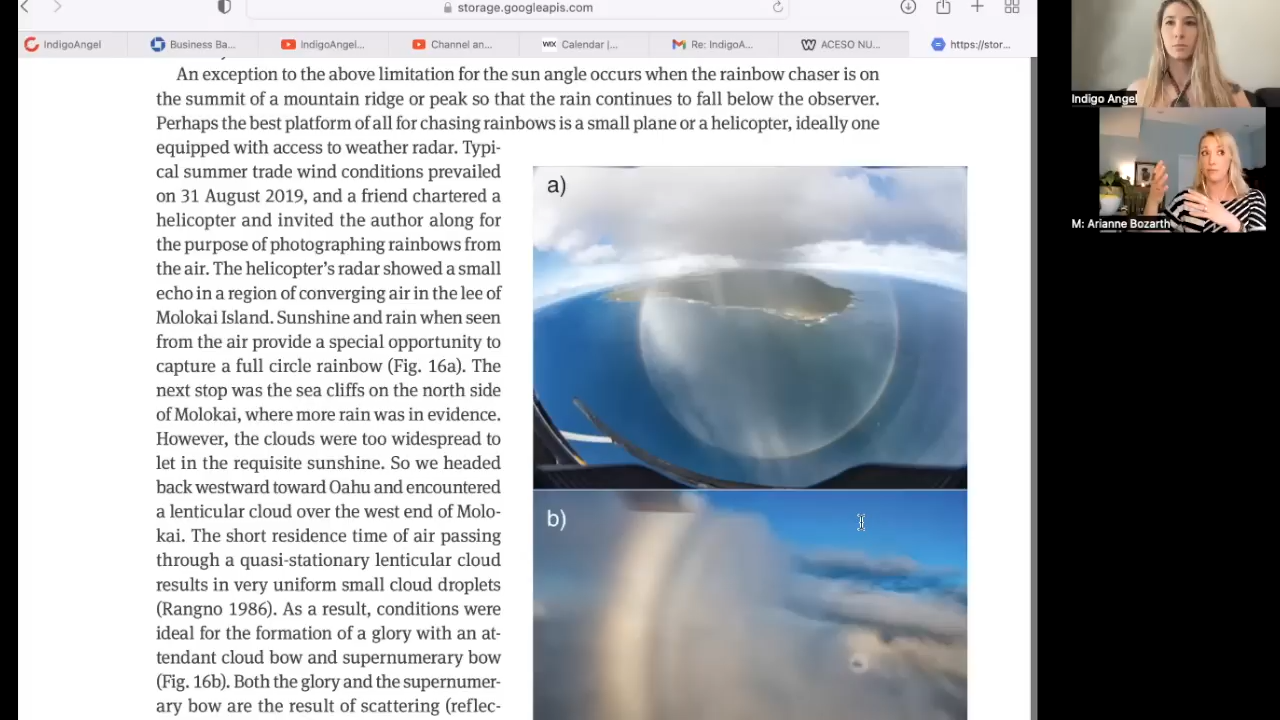 storage.googleapis.com
IndigoAngel
Business Ba...
IndigoAngel...
Channel an...
WIX Calendar |...
Re: IndigoA...
W ACESO NU...
https://stor...
An exception to the above limitation for the sun angle occurs when the rainbow chaser is on
the summit of a mountain ridge or peak so that the rain continues to fall below the observer.
Perhaps the best platform of all for chasing rainbows is a small plane or a helicopter, ideally one
equipped with access to weather radar. Typi-
cal summer trade wind conditions prevailed
on 31 August 2019, and a friend chartered a
helicopter and invited the author along for
the purpose of photographing rainbows from
the air. The helicopter's radar showed a small
echo in a region of converging air in the lee of
Molokai Island. Sunshine and rain when seen
from the air provide a special opportunity to
capture a full circle rainbow (Fig. 16a). The
next stop was the sea cliffs on the north side
of Molokai, where more rain was in evidence.
However, the clouds were too widespread to
let in the requisite sunshine. So we headed
back westward toward Oahu and encountered
a lenticular cloud over the west end of Molo-
kai. The short residence time of air passing
through a quasi-stationary lenticular cloud
results in very uniform small cloud droplets
(Rangno 1986). As a result, conditions were
ideal for the formation of a glory with an at-
tendant cloud bow and supernumerary bow
(Fig. 16b). Both the glory and the supernumer-
ary bow are the result of scattering (reflec-
a)
b)
Indigo Angel
M: Arianne Bozarth